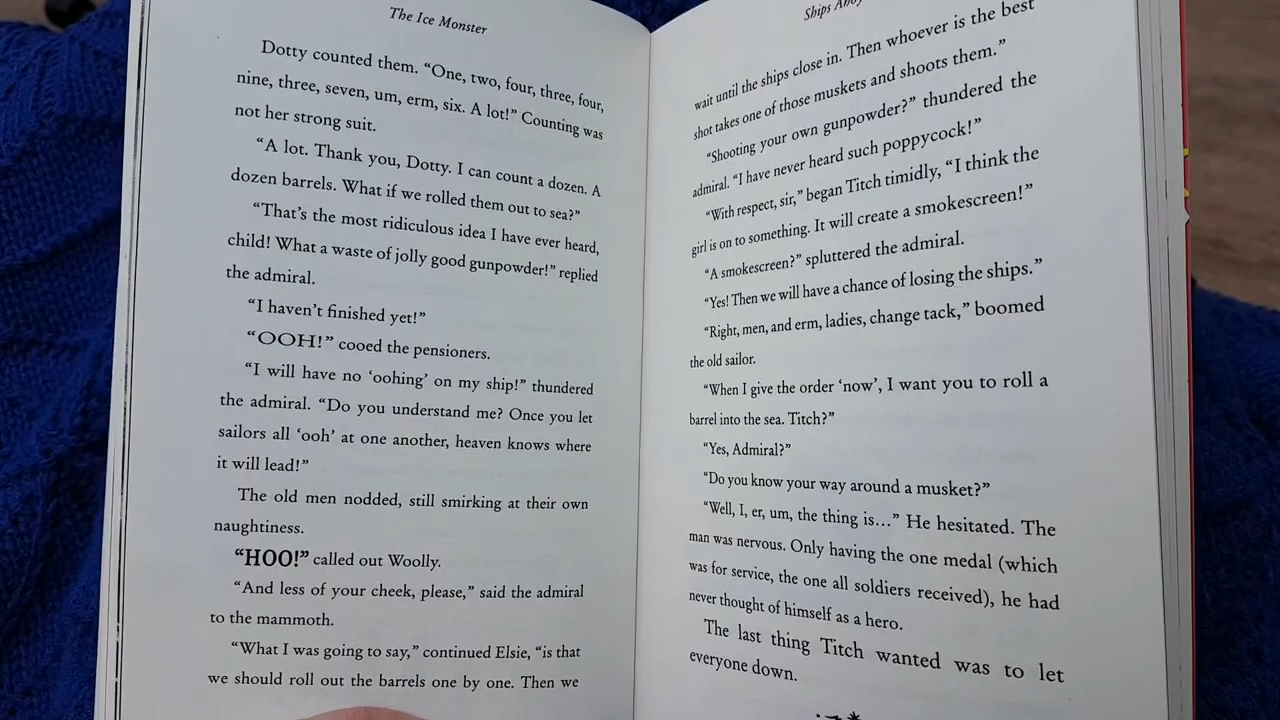 The Ice Monster
Dotty counted them. “One, two, four, three, four,
nine, three, seven, um, erm, six. A lot!” Counting was
not her strong suit.
“A lot. Thank you, Dotty. I can count a dozen. A
dozen barrels. What if we rolled them out to sea?”
“That’s the most ridiculous idea I have ever heard,
child! What a waste of jolly good gunpowder!” replied
the admiral.
“I haven’t finished yet!”
“OOH!” cooed the pensioners.
“I will have no ‘oohing’ on my ship!” thundered
the admiral. “Do you understand me? Once you let
sailors all ‘ooh’ at one another, heaven knows where
it will lead!”
The old men nodded, still smirking at their own
naughtiness.
“HOO!” called out Woolly.
“And less of your cheek, please,” said the admiral
to the mammoth.
“What I was going to say,” continued Elsie, “is that
we should roll out the barrels one by one. Then we
Ships Ahoy
wait until the ships close in. Then whoever is the best
shot takes one of those muskets and shoots them.”
“Shooting your own gunpowder?” thundered the
admiral. “I have never heard such poppycock!”
“With respect, sir,” began Titch timidly, “I think the
girl is on to something. It will create a smokescreen!”
“A smokescreen?” spluttered the admiral.
“Yes! Then we will have a chance of losing the ships.”
“Right, men, and erm, ladies, change tack,” boomed
the old sailor.
“When I give the order ‘now’, I want you to roll a
barrel into the sea. Titch?”
“Yes, Admiral?”
“Do you know your way around a musket?”
“Well, I, er, um, the thing is…” He hesitated. The
man was nervous. Only having the one medal (which
was for service, the one all soldiers received), he had
never thought of himself as a hero.
The last thing Titch wanted was to let
everyone down.